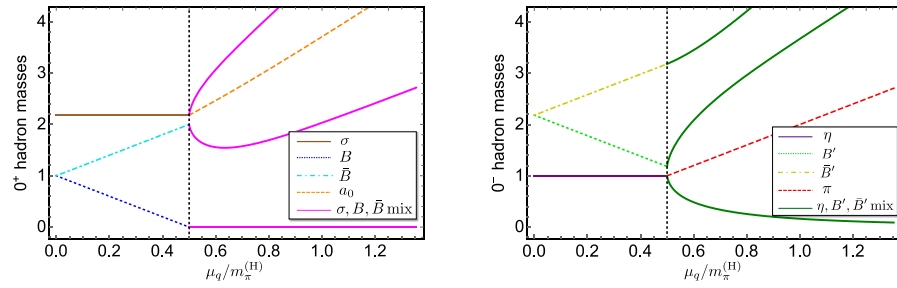 0⁺ hadron masses
4
3
2
1
0
σ
B
B̄
a₀
σ, B, B̄ mix
0.0 0.2 0.4 0.6 0.8 1.0 1.2
μ_q/m_π^(H)
0⁻ hadron masses
4
3
2
1
0
η
B′
B̄′
π
η, B′, B̄′ mix
0.0 0.2 0.4 0.6 0.8 1.0 1.2
μ_q/m_π^(H)